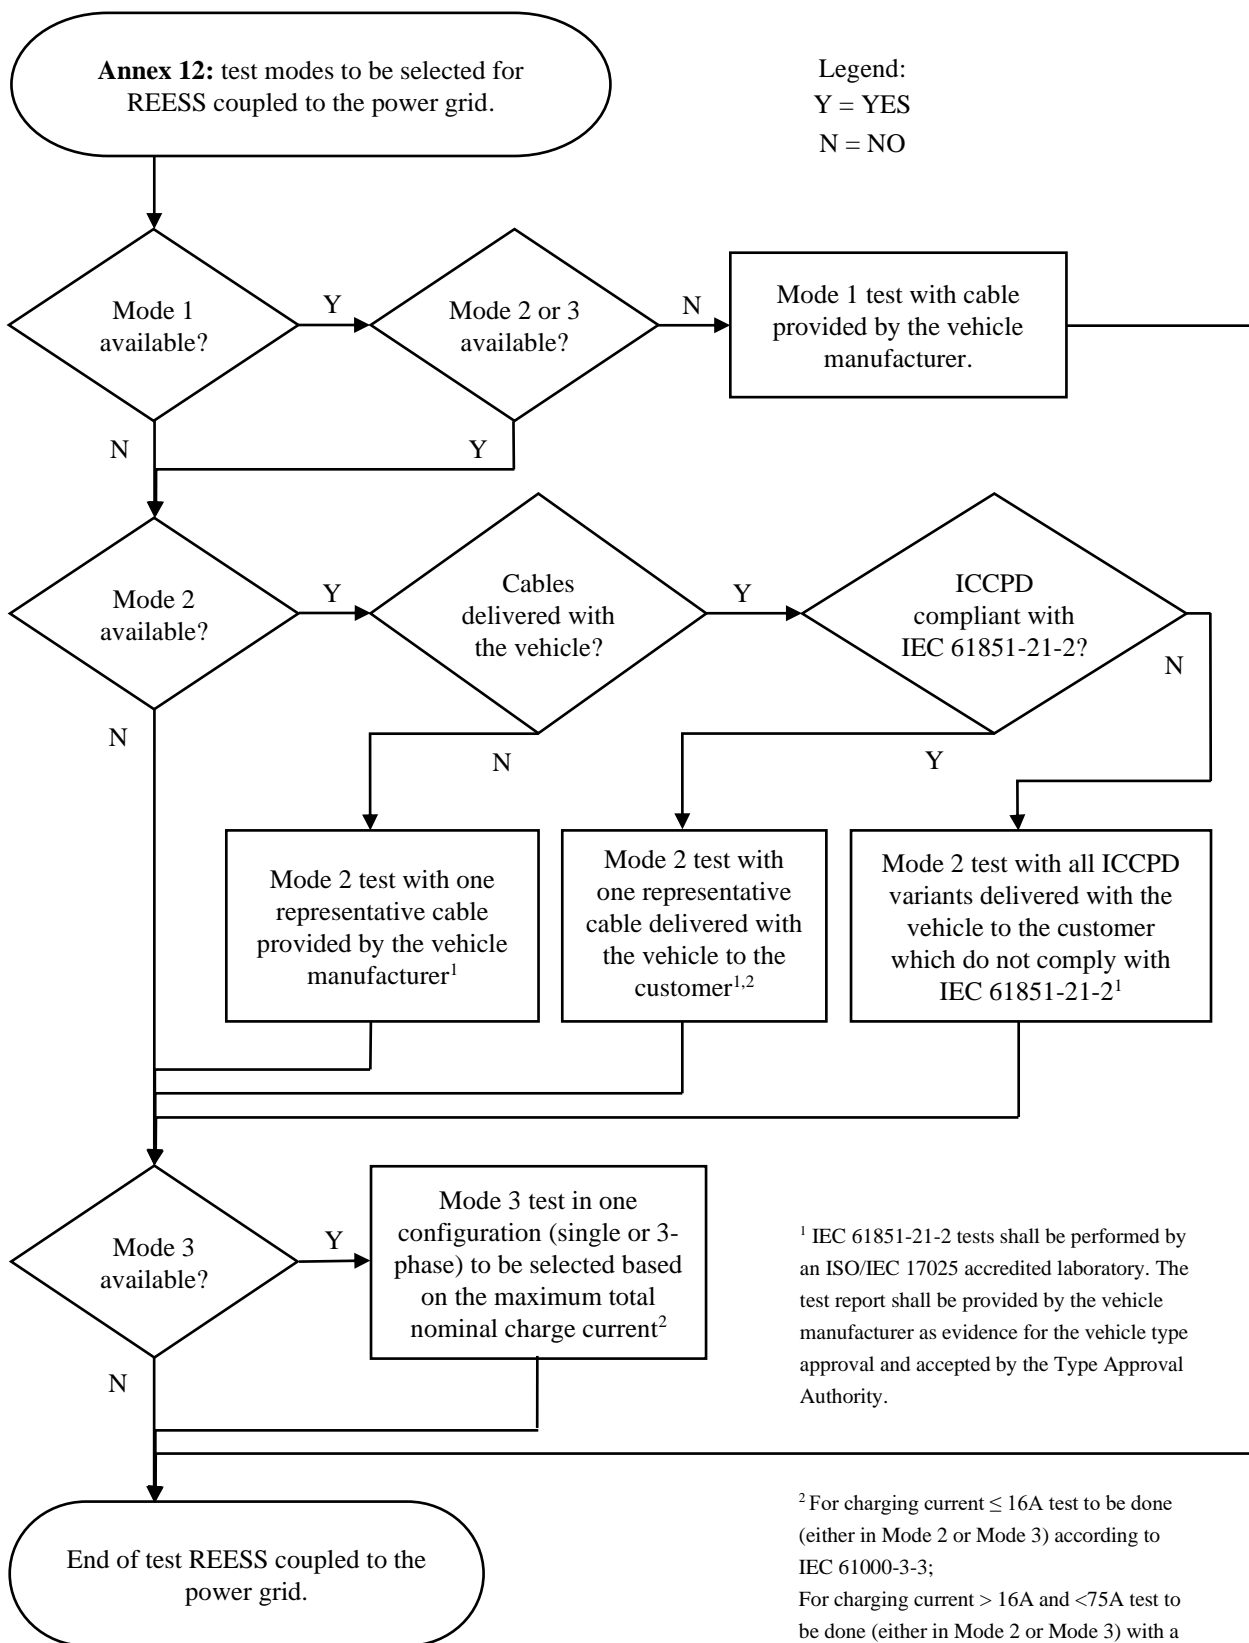 Annex 12: test modes to be selected for
REESS coupled to the power grid.
Legend:
Y = YES
N = NO
Mode 1
available?
Y
Mode 2 or 3
available?
N
Mode 1 test with cable
provided by the vehicle
manufacturer.
N
Y
Mode 2
available?
Y
Cables
delivered with
the vehicle?
Y
ICCPD
compliant with
IEC 61851-21-2?
N
N
N
Y
Mode 2 test with one
representative cable
provided by the vehicle
manufacturer1
Mode 2 test with
one representative
cable delivered with
the vehicle to the
customer1,2
Mode 2 test with all ICCPD
variants delivered with the
vehicle to the customer
which do not comply with
IEC 61851-21-21
Mode 3
available?
Y
Mode 3 test in one
configuration (single or 3-
phase) to be selected based
on the maximum total
nominal charge current2
N
1 IEC 61851-21-2 tests shall be performed by
an ISO/IEC 17025 accredited laboratory. The
test report shall be provided by the vehicle
manufacturer as evidence for the vehicle type
approval and accepted by the Type Approval
Authority.
End of test REESS coupled to the
power grid.
2 For charging current ≤ 16A test to be done
(either in Mode 2 or Mode 3) according to
IEC 61000-3-3;
For charging current > 16A and <75A test to
be done (either in Mode 2 or Mode 3) with a